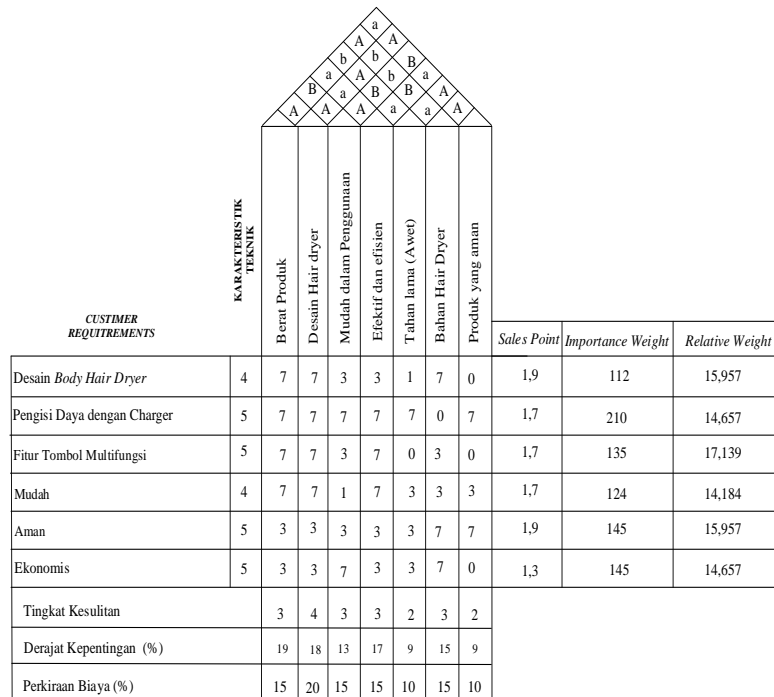 a
A A
b b B
a A b a
B a B B A
A A A a a A
KARAKTERISTIK
TEKNIK
Berat Produk
Desain Hair dryer
Mudah dalam Penggunaan
Efektif dan efisien
Tahan lama (Awet)
Bahan Hair Dryer
Produk yang aman
CUSTIMER
REQUITREMENTS
Sales Point Importance Weight Relative Weight
Desain Body Hair Dryer 4 7 7 3 3 1 7 0 1,9 112 15,957
Pengisi Daya dengan Charger 5 7 7 7 7 7 0 7 1,7 210 14,657
Fitur Tombol Multifungsi 5 7 7 3 7 0 3 0 1,7 135 17,139
Mudah 4 7 7 1 7 3 3 3 1,7 124 14,184
Aman 5 3 3 3 3 3 7 7 1,9 145 15,957
Ekonomis 5 3 3 7 3 3 7 0 1,3 145 14,657
Tingkat Kesulitan 3 4 3 3 2 3 2
Derajat Kepentingan (%) 19 18 13 17 9 15 9
Perkiraan Biaya (%) 15 20 15 15 10 15 10